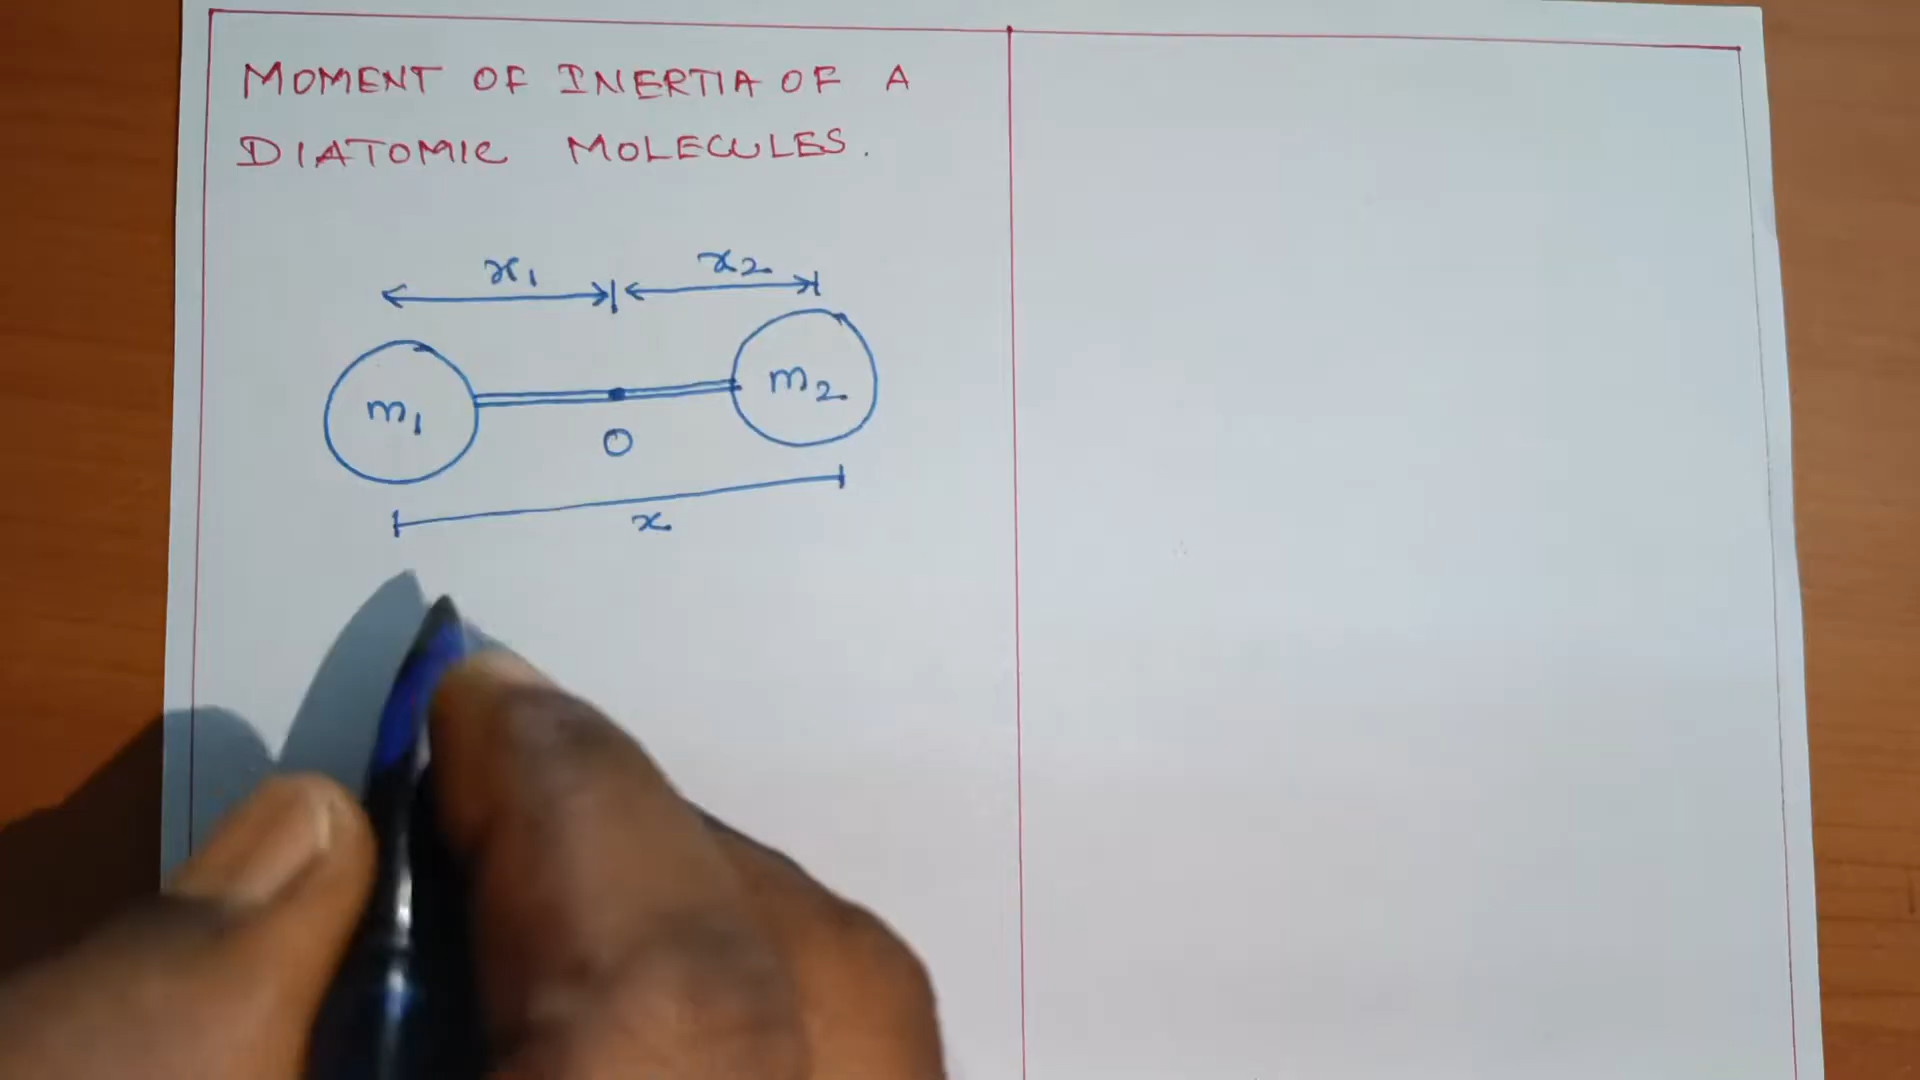 MOMENT OF INERTIA OF A
DIATOMIC MOLECULES.
x1 x2
m1 m2
O
x